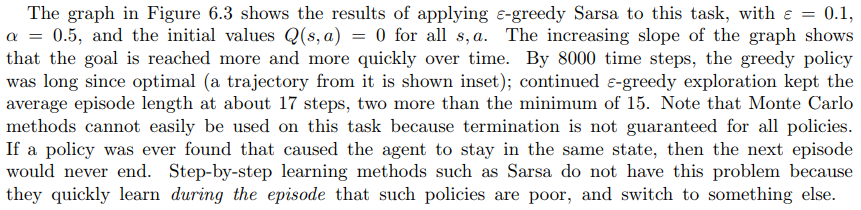 The graph in Figure 6.3 shows the results of applying ε-greedy Sarsa to this task, with ε = 0.1,
α = 0.5, and the initial values Q(s, a) = 0 for all s, a. The increasing slope of the graph shows
that the goal is reached more and more quickly over time. By 8000 time steps, the greedy policy
was long since optimal (a trajectory from it is shown inset); continued ε-greedy exploration kept the
average episode length at about 17 steps, two more than the minimum of 15. Note that Monte Carlo
methods cannot easily be used on this task because termination is not guaranteed for all policies.
If a policy was ever found that caused the agent to stay in the same state, then the next episode
would never end. Step-by-step learning methods such as Sarsa do not have this problem because
they quickly learn during the episode that such policies are poor, and switch to something else.